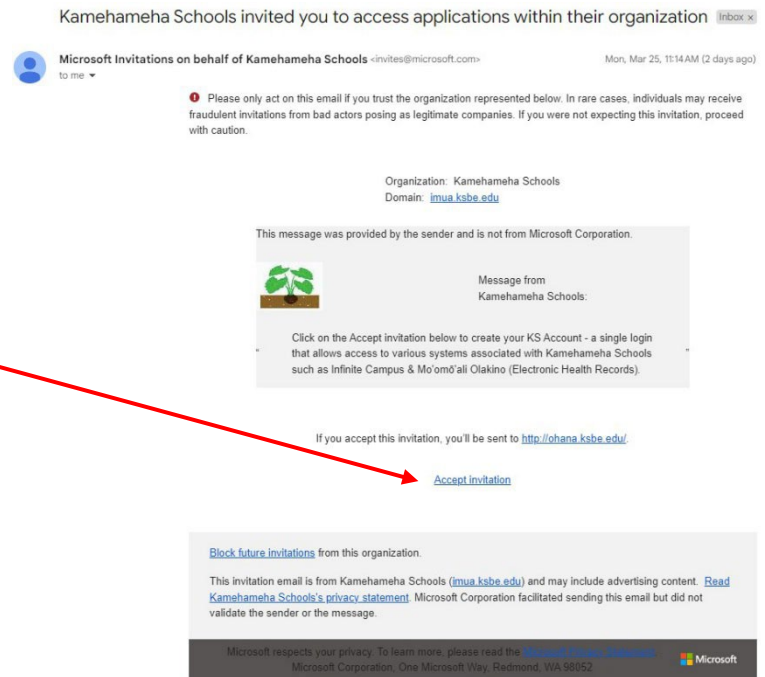 Kamehameha Schools invited you to access applications within their organization Inbox x
Microsoft Invitations on behalf of Kamehameha Schools <invites@microsoft.com> Mon, Mar 25, 11:14 AM (2 days ago)
to me
Please only act on this email if you trust the organization represented below. In rare cases, individuals may receive
fraudulent invitations from bad actors posing as legitimate companies. If you were not expecting this invitation, proceed
with caution.
Organization: Kamehameha Schools
Domain: imua.ksbe.edu
This message was provided by the sender and is not from Microsoft Corporation.
Message from
Kamehameha Schools:
Click on the Accept invitation below to create your KS Account - a single login
" that allows access to various systems associated with Kamehameha Schools "
such as Infinite Campus & Mo'omō'ali Olakino (Electronic Health Records).
If you accept this invitation, you'll be sent to http://ohana.ksbe.edu/.
Accept invitation
Block future invitations from this organization.
This invitation email is from Kamehameha Schools (imua.ksbe.edu) and may include advertising content. Read
Kamehameha Schools's privacy statement. Microsoft Corporation facilitated sending this email but did not
validate the sender or the message.
Microsoft respects your privacy. To learn more, please read the Microsoft Privacy Statement.
Microsoft Corporation, One Microsoft Way, Redmond, WA 98052
Microsoft